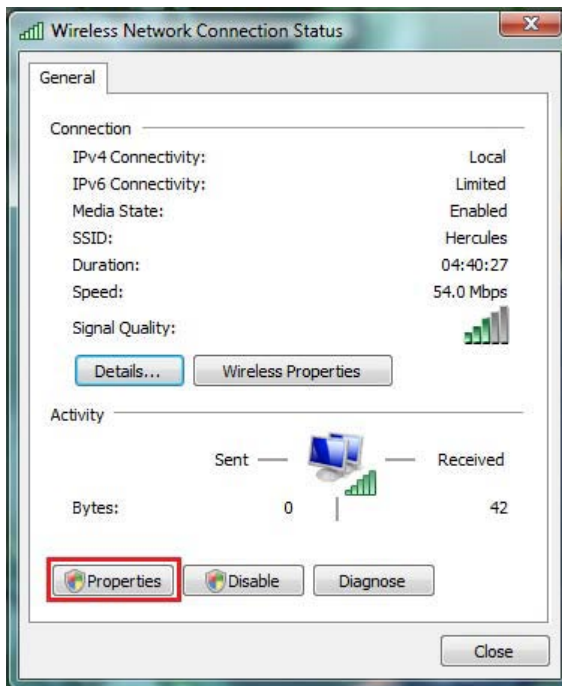 Wireless Network Connection Status
General
Connection
IPv4 Connectivity: Local
IPv6 Connectivity: Limited
Media State: Enabled
SSID: Hercules
Duration: 04:40:27
Speed: 54.0 Mbps
Signal Quality:
Details... Wireless Properties
Activity
Sent Received
Bytes: 0 42
Properties Disable Diagnose
Close